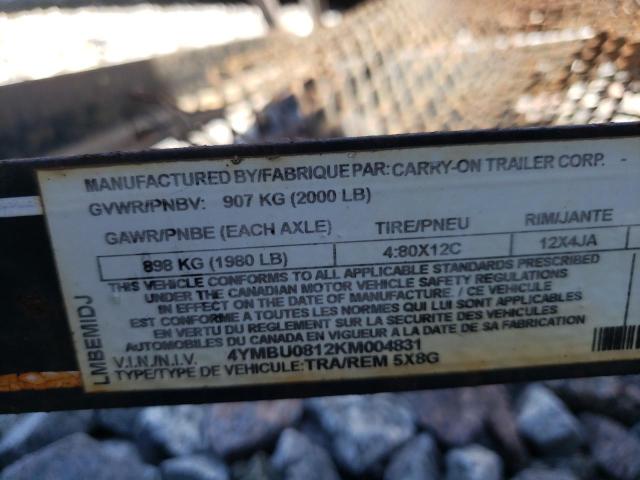 MANUFACTURED BY/FABRIQUE PAR: CARRY-ON TRAILER CORP.
GVWR/PNBV: 907 KG (2000 LB)
GAWR/PNBE (EACH AXLE) TIRE/PNEU RIM/JANTE
898 KG (1980 LB) 4:80X12C 12X4JA
THIS VEHICLE CONFORMS TO ALL APPLICABLE STANDARDS PRESCRIBED
UNDER THE CANADIAN MOTOR VEHICLE SAFETY REGULATIONS
IN EFFECT ON THE DATE OF MANUFACTURE / CE VÉHICULE
EST CONFORME A TOUTES LES NORMES QUI LUI SONT APPLICABLES
EN VERTU DU REGLEMENT SUR LA SECURITE DES VEHICULES
AUTOMOBILES DU CANADA EN VIGUEUR A LA DATE DE SA FABRICATION
V.I.N./N.I.V. 4YMBU0812KM004831
TYPE/TYPE DE VEHICULE: TRA/REM 5X8G
LMBEMIDJ